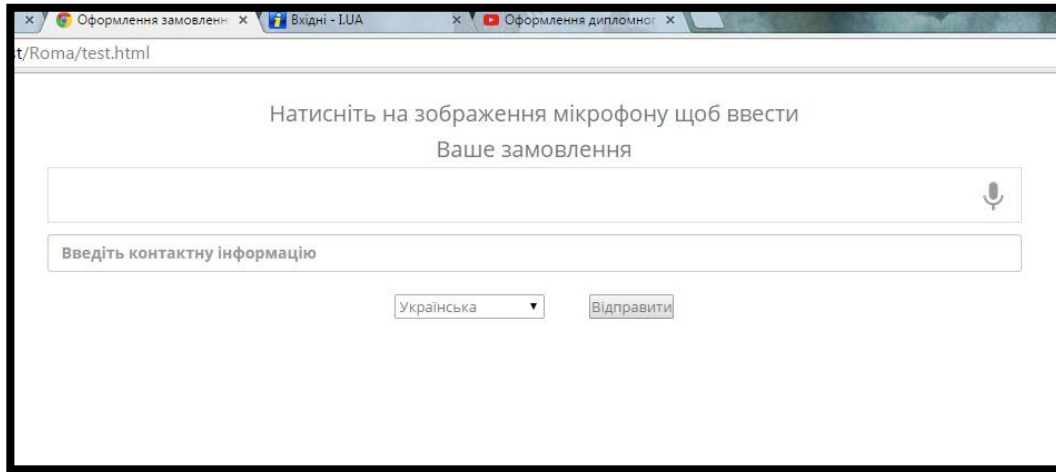 Оформлення замовленн
Вхідні - I.UA
Оформлення дипломног
t/Roma/test.html
Натисніть на зображення мікрофону щоб ввести
Ваше замовлення
Введіть контактну інформацію
Українська
Відправити